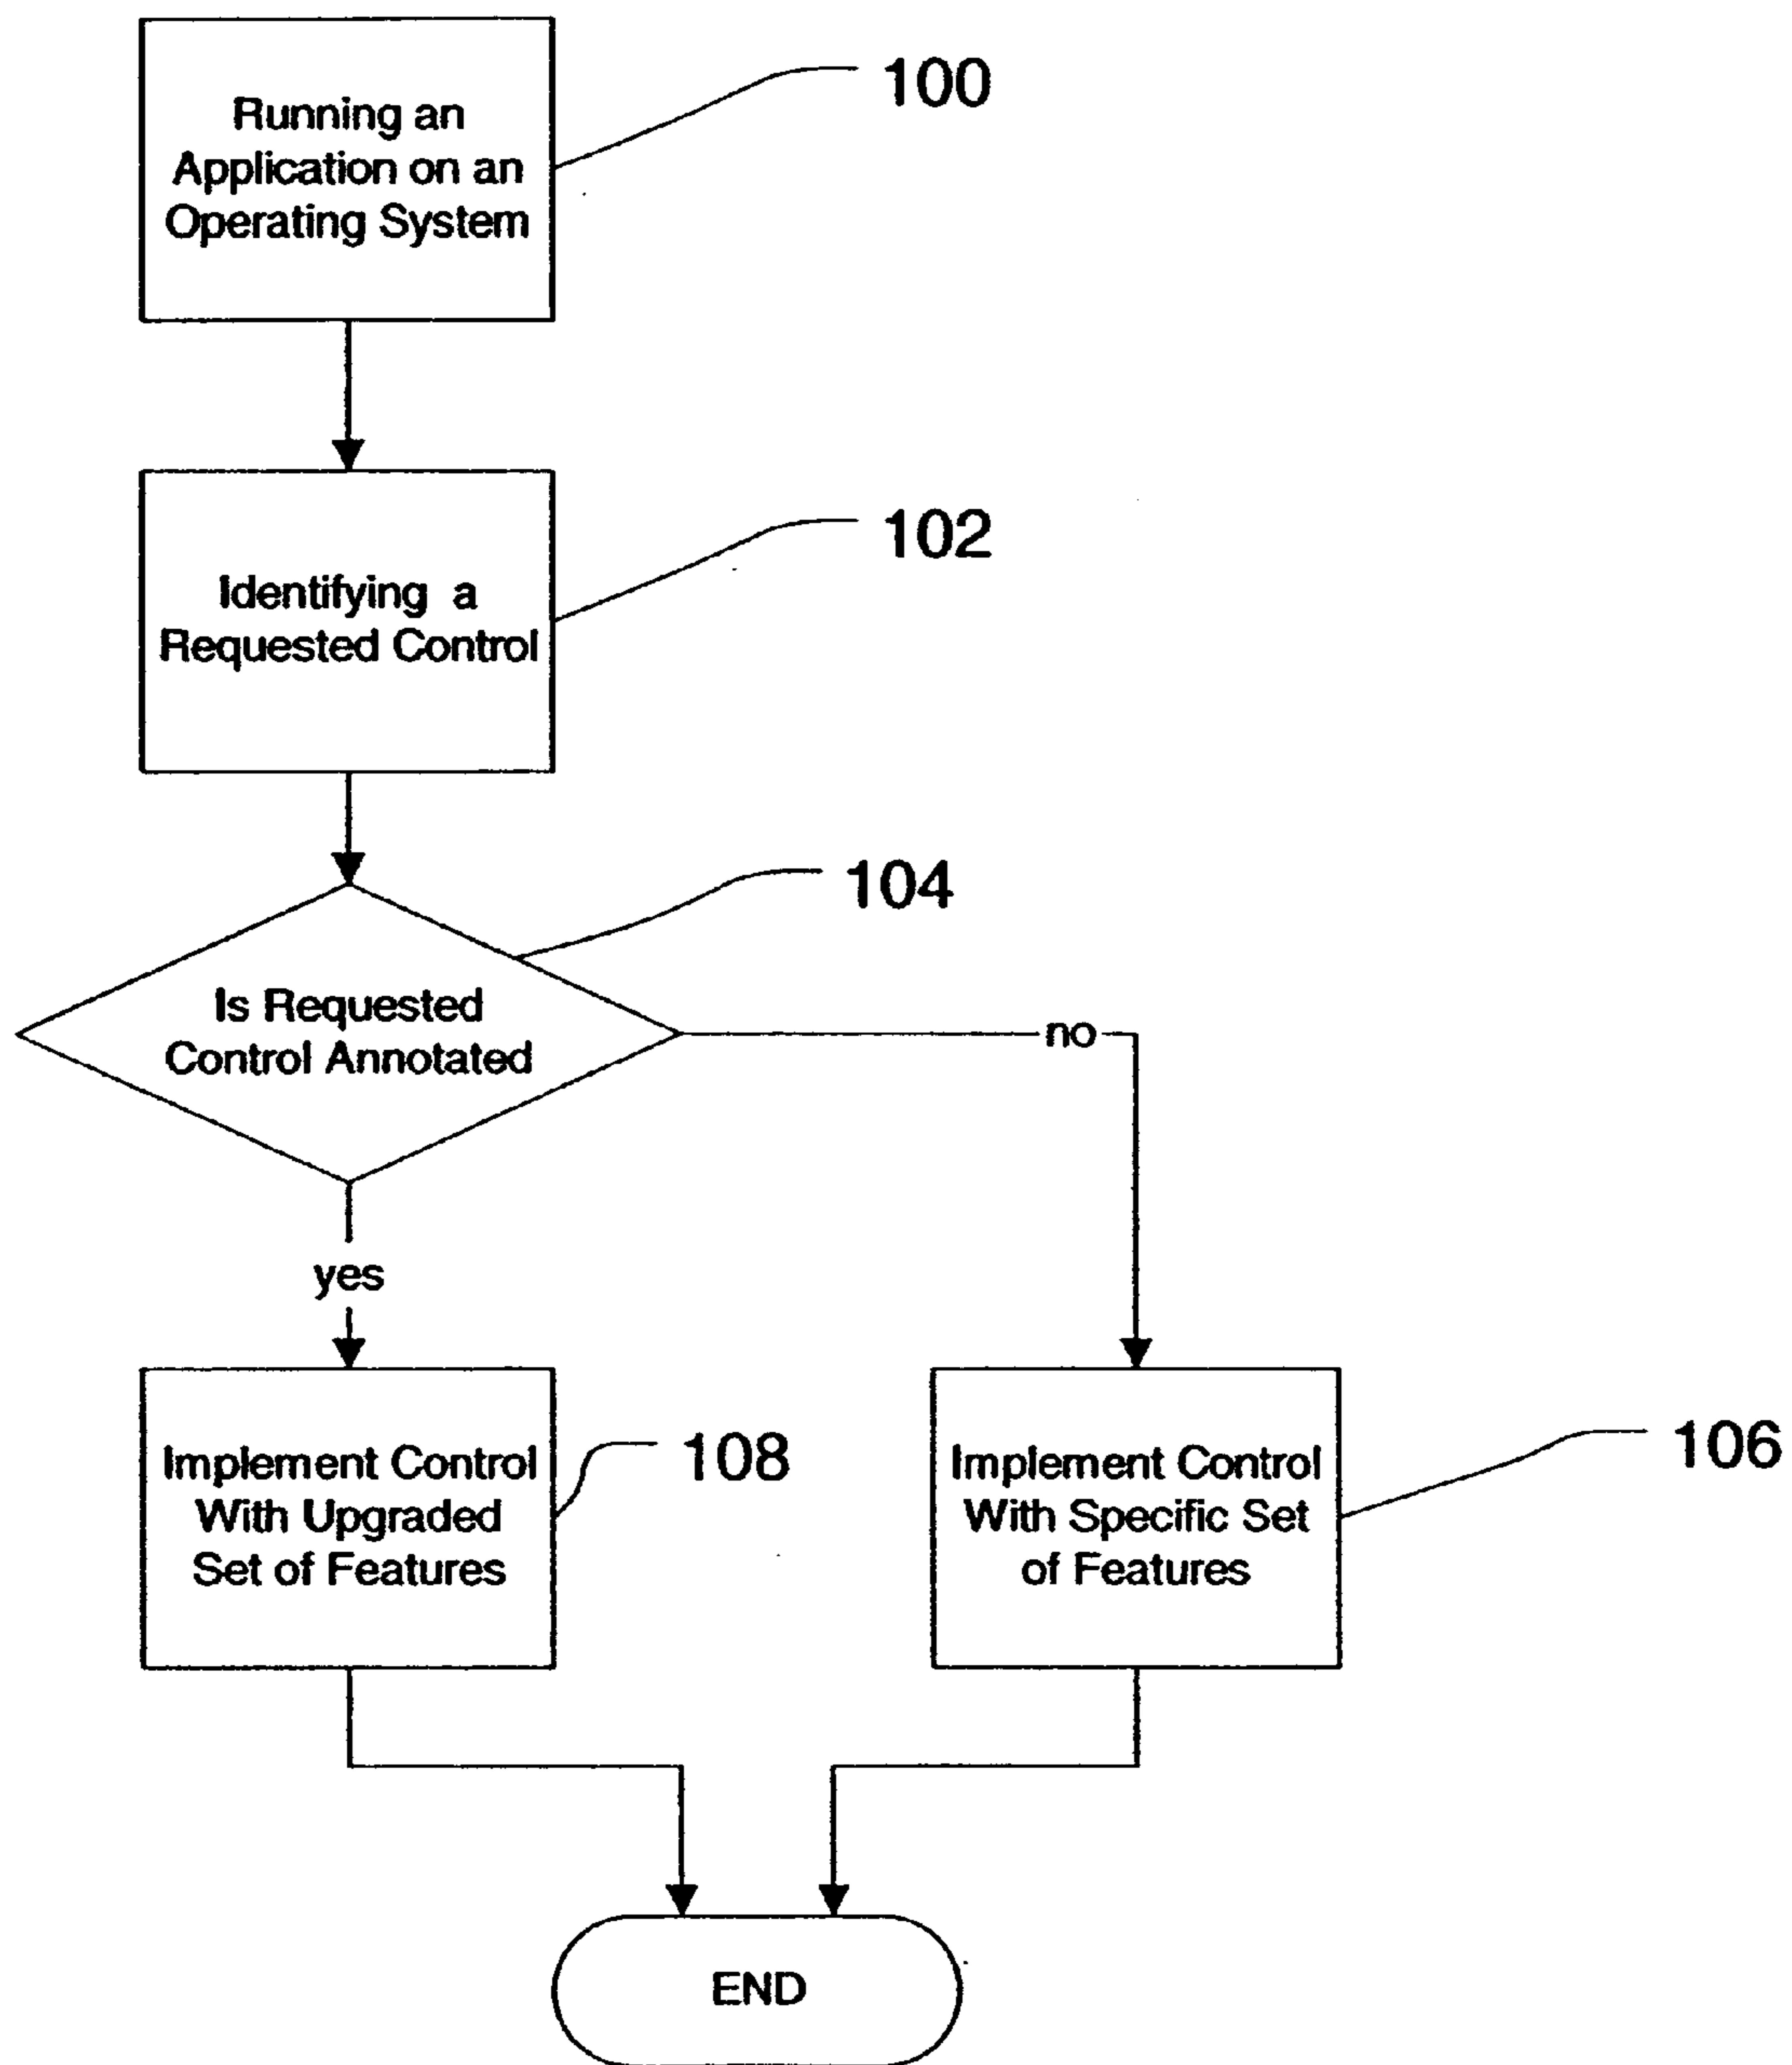 Running an
Application on an
Operating System
100
Identifying a
Requested Control
102
104
Is Requested
Control Annotated
no
yes
Implement Control
With Upgraded
Set of Features
108
Implement Control
With Specific Set
of Features
106
END